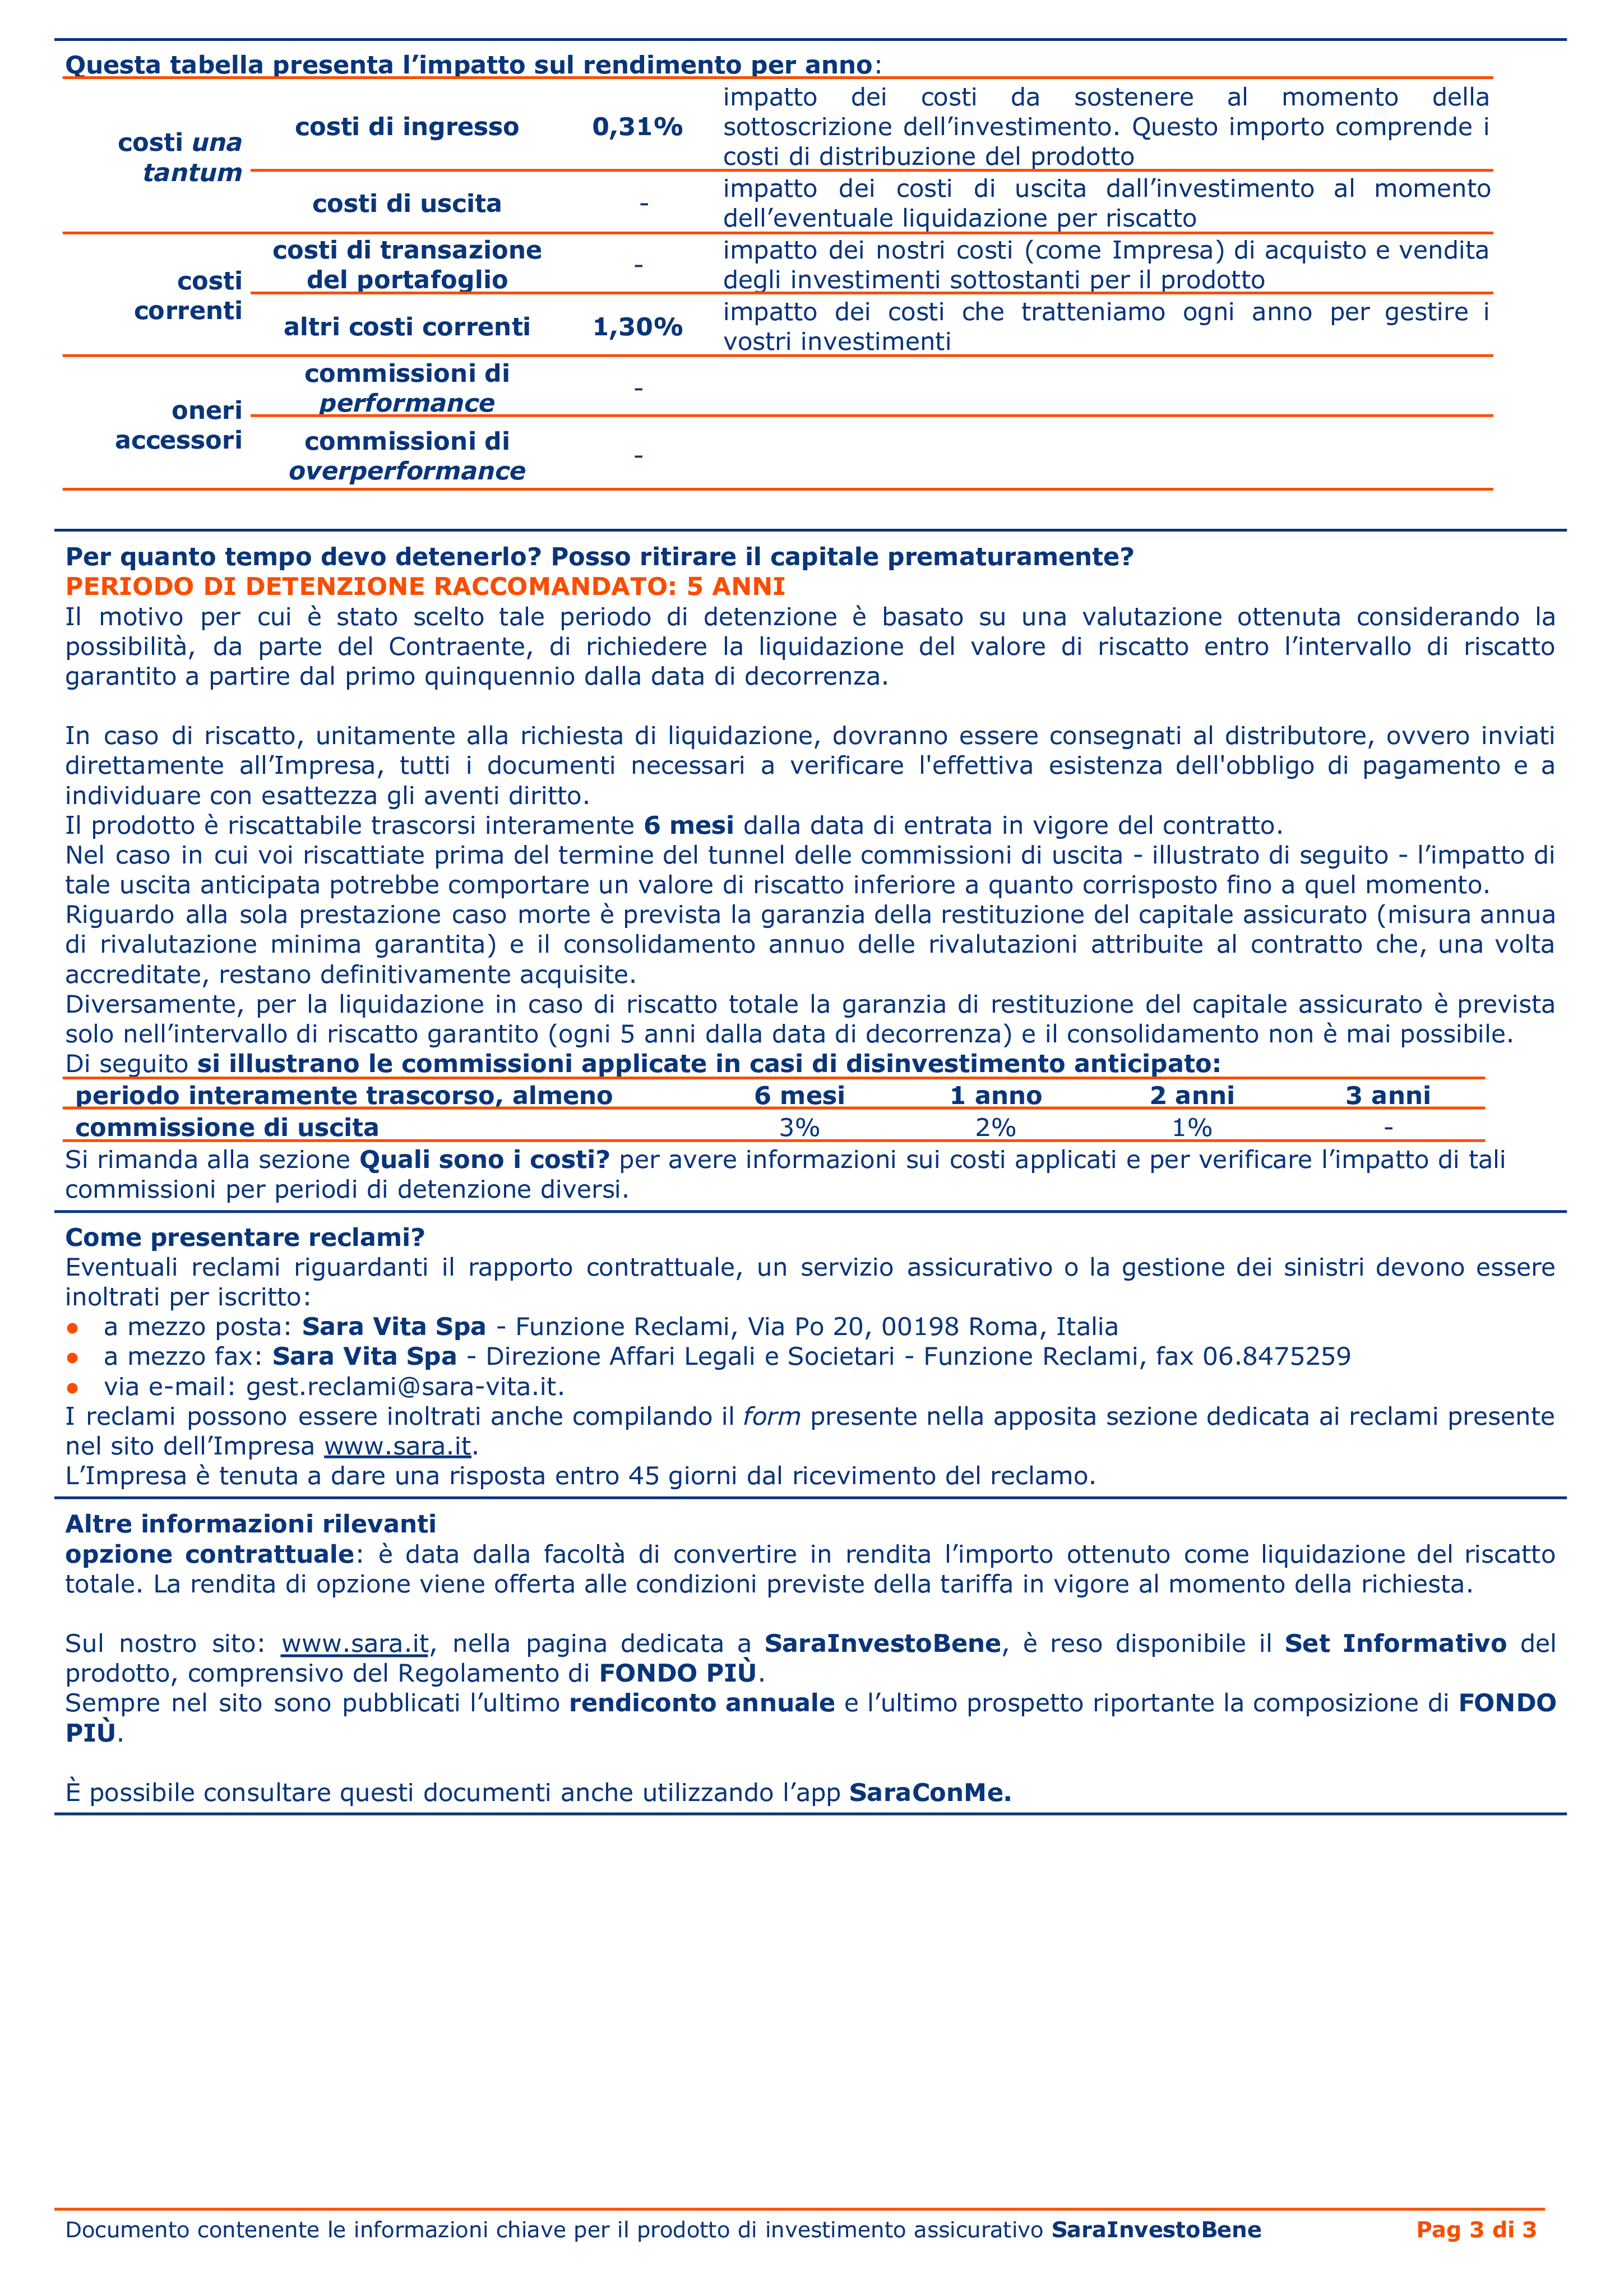 Questa tabella presenta l’impatto sul rendimento per anno:
costi una
tantum
costi di ingresso
0,31%
impatto dei costi da sostenere al momento della
sottoscrizione dell’investimento. Questo importo comprende i
costi di distribuzione del prodotto
costi di uscita
-
impatto dei costi di uscita dall’investimento al momento
dell’eventuale liquidazione per riscatto
costi
correnti
costi di transazione
del portafoglio
-
impatto dei nostri costi (come Impresa) di acquisto e vendita
degli investimenti sottostanti per il prodotto
altri costi correnti
1,30%
impatto dei costi che tratteniamo ogni anno per gestire i
vostri investimenti
oneri
accessori
commissioni di
performance
-
commissioni di
overperformance
-
Per quanto tempo devo detenerlo? Posso ritirare il capitale prematuramente?
PERIODO DI DETENZIONE RACCOMANDATO: 5 ANNI
Il motivo per cui è stato scelto tale periodo di detenzione è basato su una valutazione ottenuta considerando la
possibilità, da parte del Contraente, di richiedere la liquidazione del valore di riscatto entro l’intervallo di riscatto
garantito a partire dal primo quinquennio dalla data di decorrenza.
In caso di riscatto, unitamente alla richiesta di liquidazione, dovranno essere consegnati al distributore, ovvero inviati
direttamente all’Impresa, tutti i documenti necessari a verificare l'effettiva esistenza dell'obbligo di pagamento e a
individuare con esattezza gli aventi diritto.
Il prodotto è riscattabile trascorsi interamente 6 mesi dalla data di entrata in vigore del contratto.
Nel caso in cui voi riscattiate prima del termine del tunnel delle commissioni di uscita - illustrato di seguito - l’impatto di
tale uscita anticipata potrebbe comportare un valore di riscatto inferiore a quanto corrisposto fino a quel momento.
Riguardo alla sola prestazione caso morte è prevista la garanzia della restituzione del capitale assicurato (misura annua
di rivalutazione minima garantita) e il consolidamento annuo delle rivalutazioni attribuite al contratto che, una volta
accreditate, restano definitivamente acquisite.
Diversamente, per la liquidazione in caso di riscatto totale la garanzia di restituzione del capitale assicurato è prevista
solo nell’intervallo di riscatto garantito (ogni 5 anni dalla data di decorrenza) e il consolidamento non è mai possibile.
Di seguito si illustrano le commissioni applicate in casi di disinvestimento anticipato:
periodo interamente trascorso, almeno 6 mesi 1 anno 2 anni 3 anni
commissione di uscita 3% 2% 1% -
Si rimanda alla sezione Quali sono i costi? per avere informazioni sui costi applicati e per verificare l’impatto di tali
commissioni per periodi di detenzione diversi.
Come presentare reclami?
Eventuali reclami riguardanti il rapporto contrattuale, un servizio assicurativo o la gestione dei sinistri devono essere
inoltrati per iscritto:
● a mezzo posta: Sara Vita Spa - Funzione Reclami, Via Po 20, 00198 Roma, Italia
● a mezzo fax: Sara Vita Spa - Direzione Affari Legali e Societari - Funzione Reclami, fax 06.8475259
● via e-mail: gest.reclami@sara-vita.it.
I reclami possono essere inoltrati anche compilando il form presente nella apposita sezione dedicata ai reclami presente
nel sito dell’Impresa www.sara.it.
L’Impresa è tenuta a dare una risposta entro 45 giorni dal ricevimento del reclamo.
Altre informazioni rilevanti
opzione contrattuale: è data dalla facoltà di convertire in rendita l’importo ottenuto come liquidazione del riscatto
totale. La rendita di opzione viene offerta alle condizioni previste della tariffa in vigore al momento della richiesta.
Sul nostro sito: www.sara.it, nella pagina dedicata a SaraInvestoBene, è reso disponibile il Set Informativo del
prodotto, comprensivo del Regolamento di FONDO PIÙ.
Sempre nel sito sono pubblicati l’ultimo rendiconto annuale e l’ultimo prospetto riportante la composizione di FONDO
PIÙ.
È possibile consultare questi documenti anche utilizzando l’app SaraConMe.
Documento contenente le informazioni chiave per il prodotto di investimento assicurativo SaraInvestoBene Pag 3 di 3